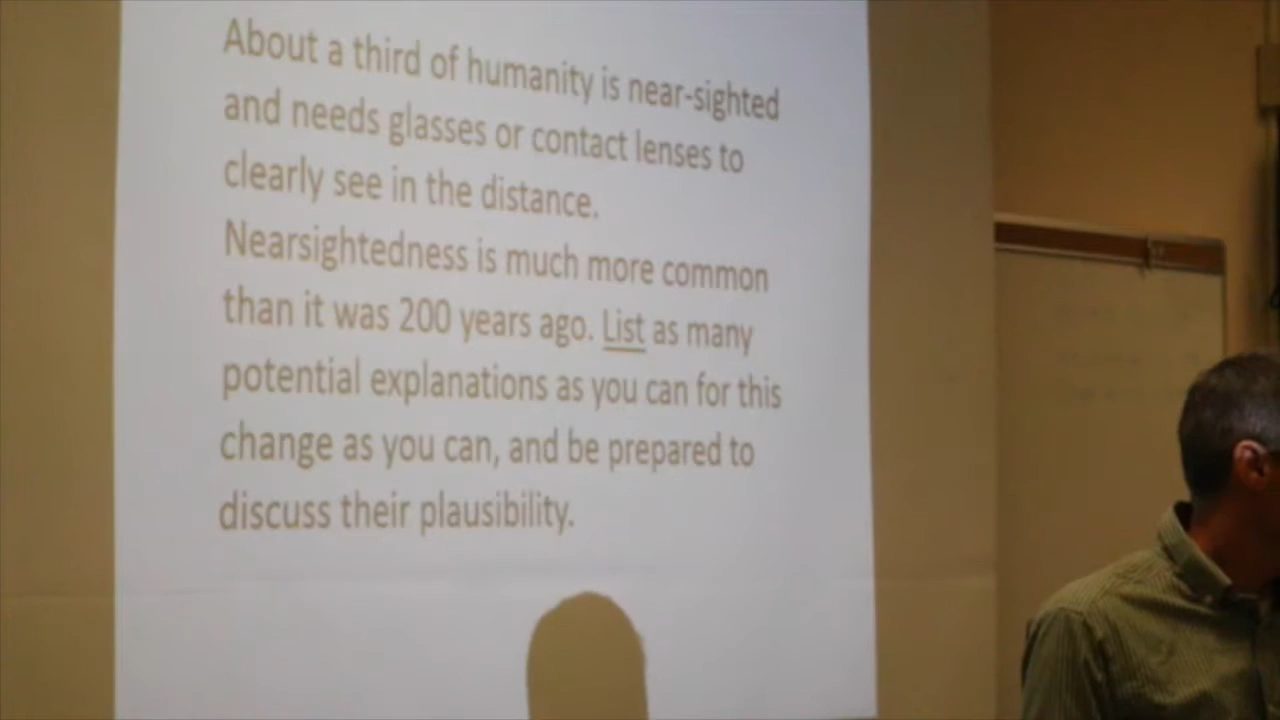 About a third of humanity is near-sighted
and needs glasses or contact lenses to
clearly see in the distance.
Nearsightedness is much more common
than it was 200 years ago. List as many
potential explanations as you can for this
change as you can, and be prepared to
discuss their plausibility.